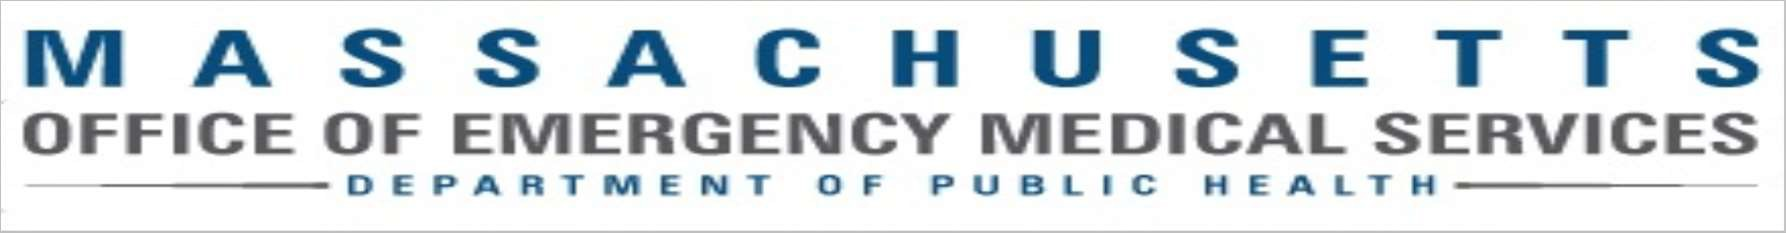 MASSACHUSETTS
OFFICE OF EMERGENCY MEDICAL SERVICES
DEPARTMENT OF PUBLIC HEALTH